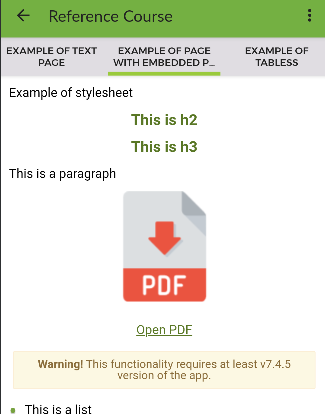 Reference Course
EXAMPLE OF TEXT
PAGE
EXAMPLE OF PAGE
WITH EMBEDDED P...
EXAMPLE OF
TABLESS
Example of stylesheet
This is h2
This is h3
This is a paragraph
PDF
Open PDF
Warning! This functionality requires at least v7.4.5
version of the app.
This is a list